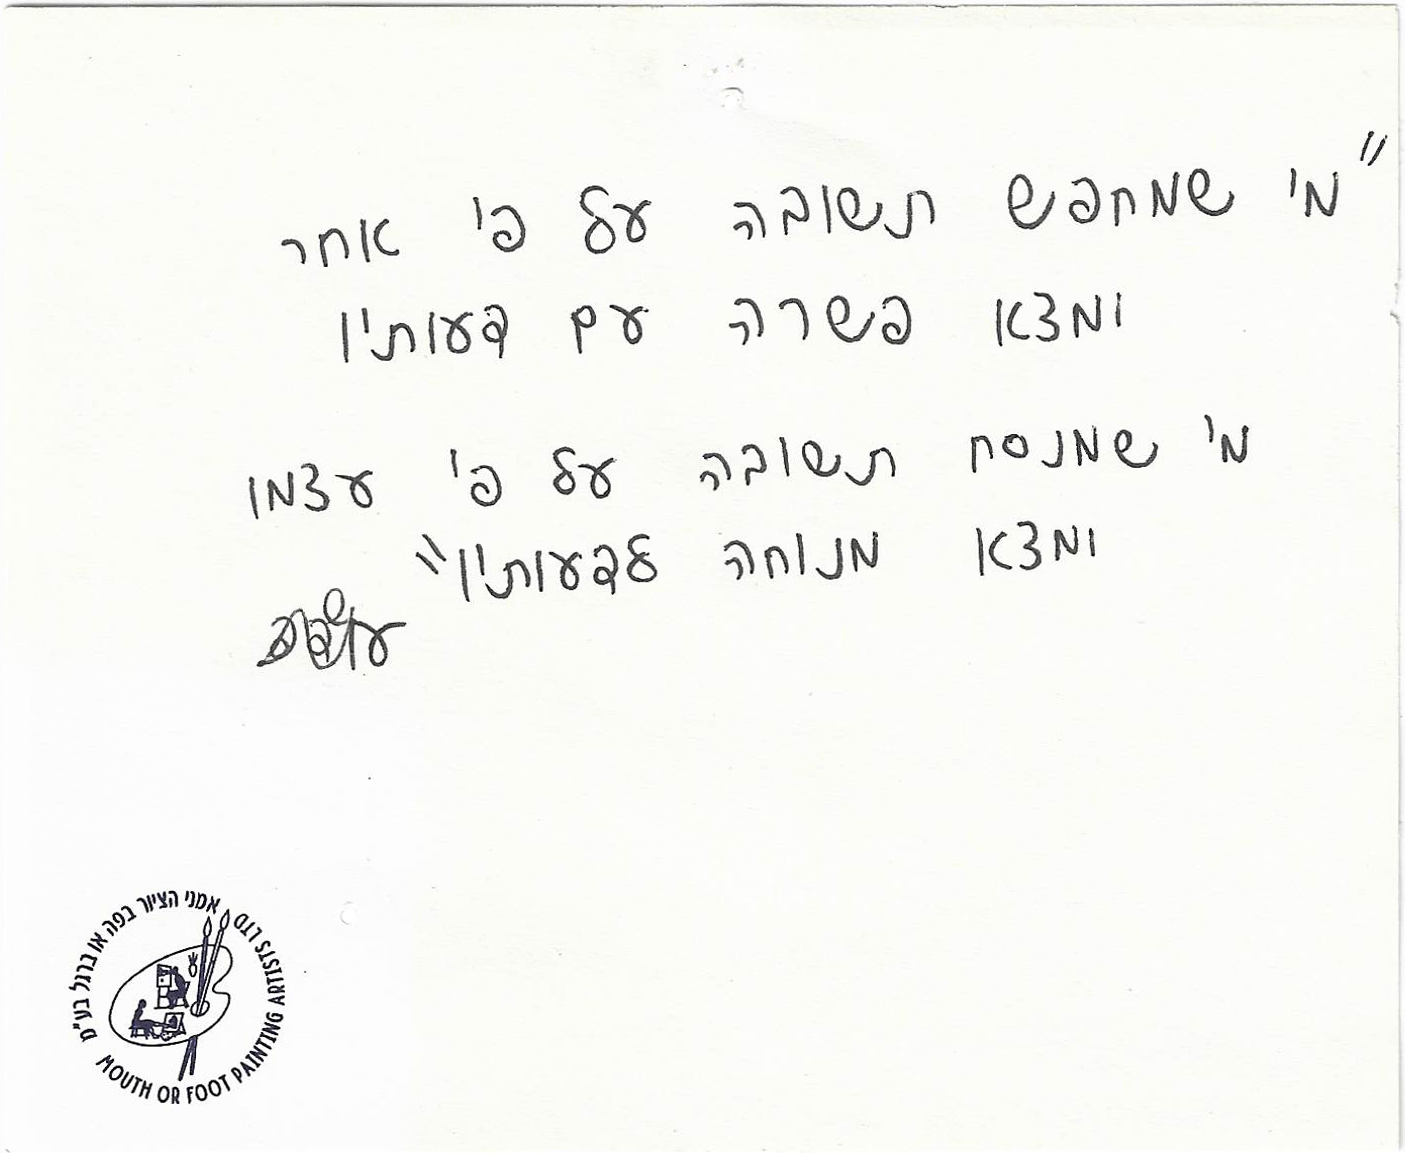 "מי שמחפש תשובה על פי אחר
ומצא פשרה עם דעותיו
מי שמנסח תשובה על פי עצמו
ומצא מנוחה לדעותיו"
אמני הציור בפה או ברגל בע"מ
MOUTH OR FOOT PAINTING ARTISTS LTD